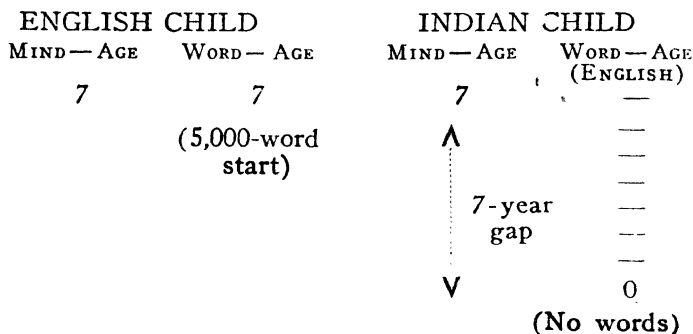 ENGLISH CHILD
MIND—AGE WORD—AGE
7 7
(5,000-word
start)
INDIAN CHILD
MIND—AGE WORD—AGE
(ENGLISH)
7 —
—
—
7-year —
gap —
—
0
(No words)